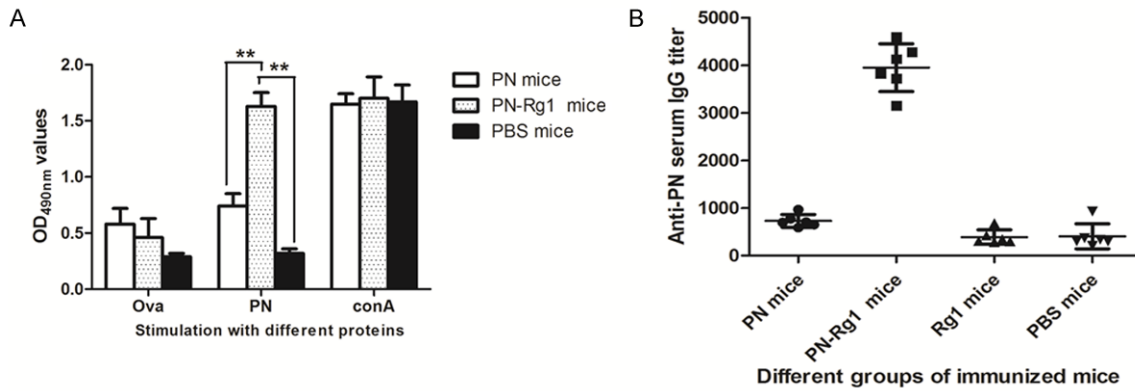 A
2.0
1.5
1.0
0.5
0.0
OD490nm values
**
**
PN mice
PN-Rg1 mice
PBS mice
Ova
PN
conA
Stimulation with different proteins
B
5000
4000
3000
2000
1000
0
Anti-PN serum IgG titer
PN mice
PN-Rg1 mice
Rg1 mice
PBS mice
Different groups of immunized mice